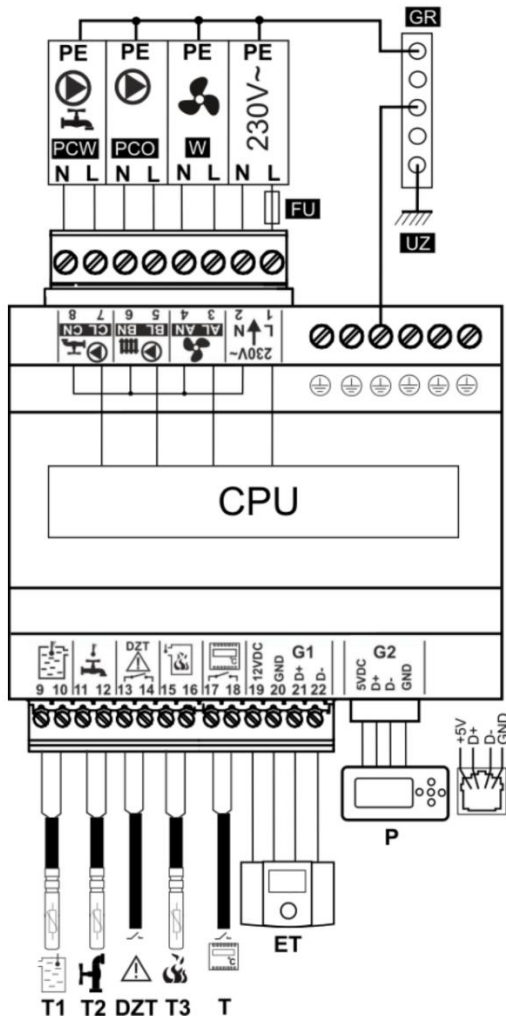 GR
PE PE PE PE
230V~
PCW PCO W
N L N L N L N L
FU
UZ
8 7 6 5 4 3 2 1
CN CL BN BL AN AL N L
230V~
CPU
DZT
12VDC GND D+ D-
G1
9 10 11 12 13 14 15 16 17 18 19 20 21 22
G2
5VDC D+ D- GND
+5V D+ D- GND
P
ET
°C
T1 T2 DZT T3 T